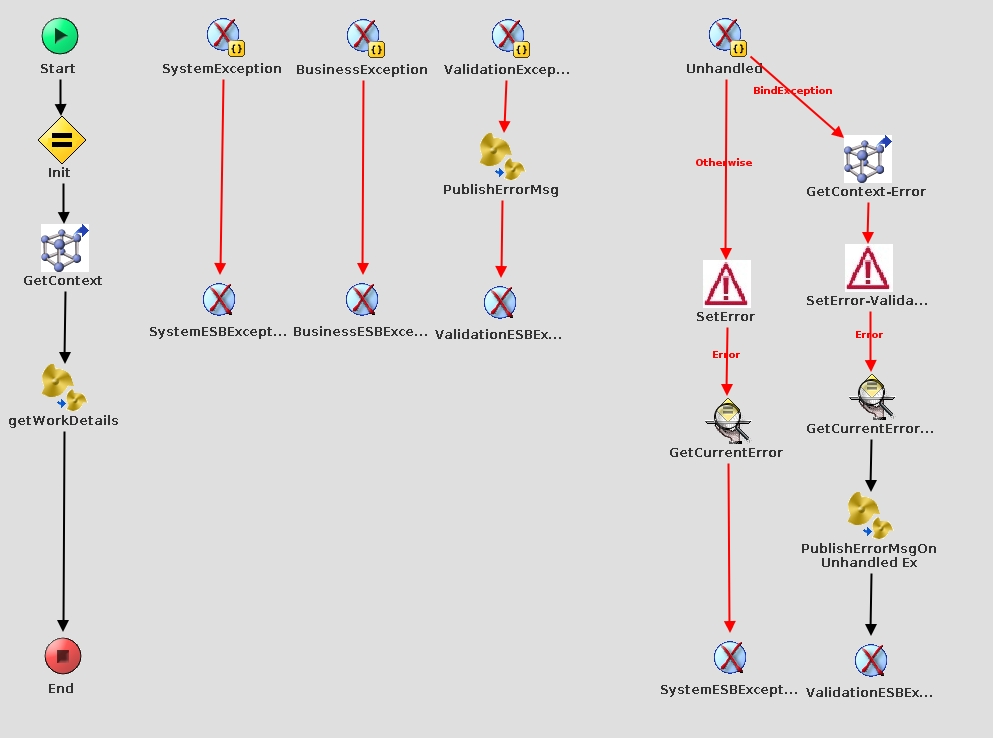 Start
Init
GetContext
getWorkDetails
End
SystemException
SystemESBExcept...
BusinessException
BusinessESBExce...
ValidationExcep...
PublishErrorMsg
ValidationESBEx...
Unhandled
Otherwise
SetError
Error
GetCurrentError
SystemESBExcept...
BindException
GetContext-Error
SetError-Valida...
Error
GetCurrentError...
PublishErrorMsgOn
Unhandled Ex
ValidationESBEx...